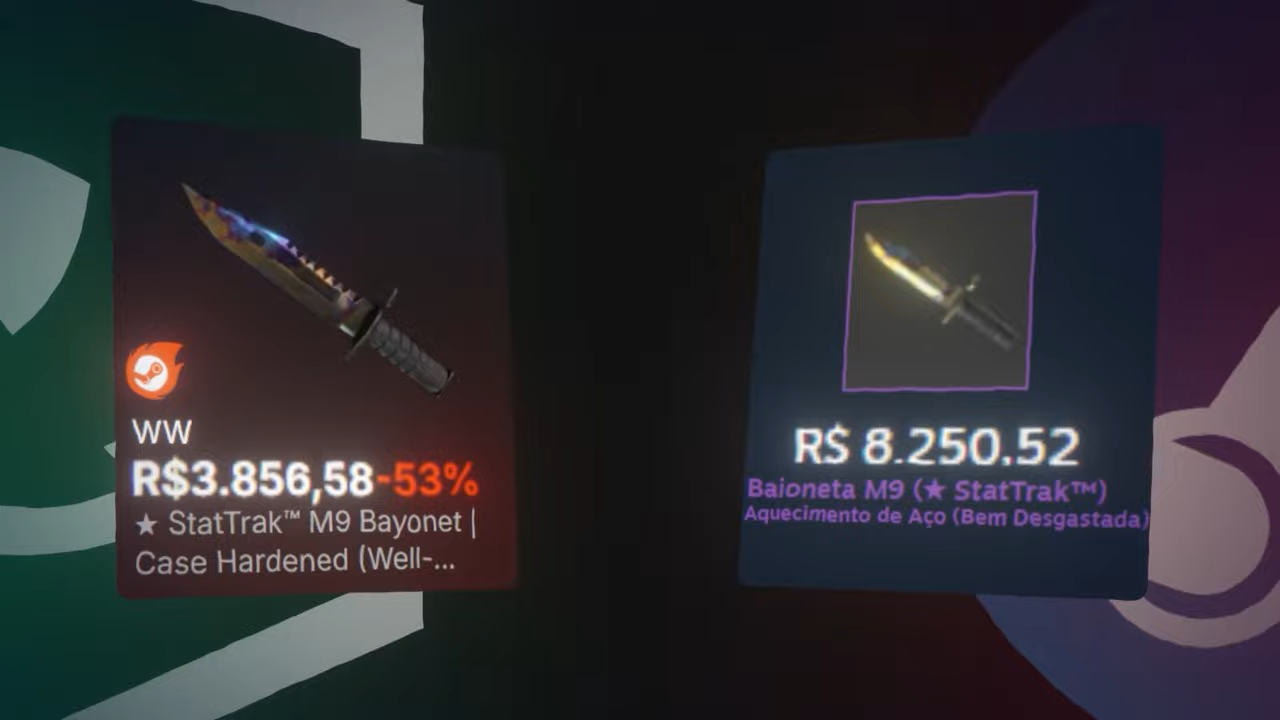 WW
R$3.856,58-53%
★ StatTrak™ M9 Bayonet |
Case Hardened (Well-...
R$ 8.250,52
Baioneta M9 (★ StatTrak™)
Aquecimento de Aço (Bem Desgastada)